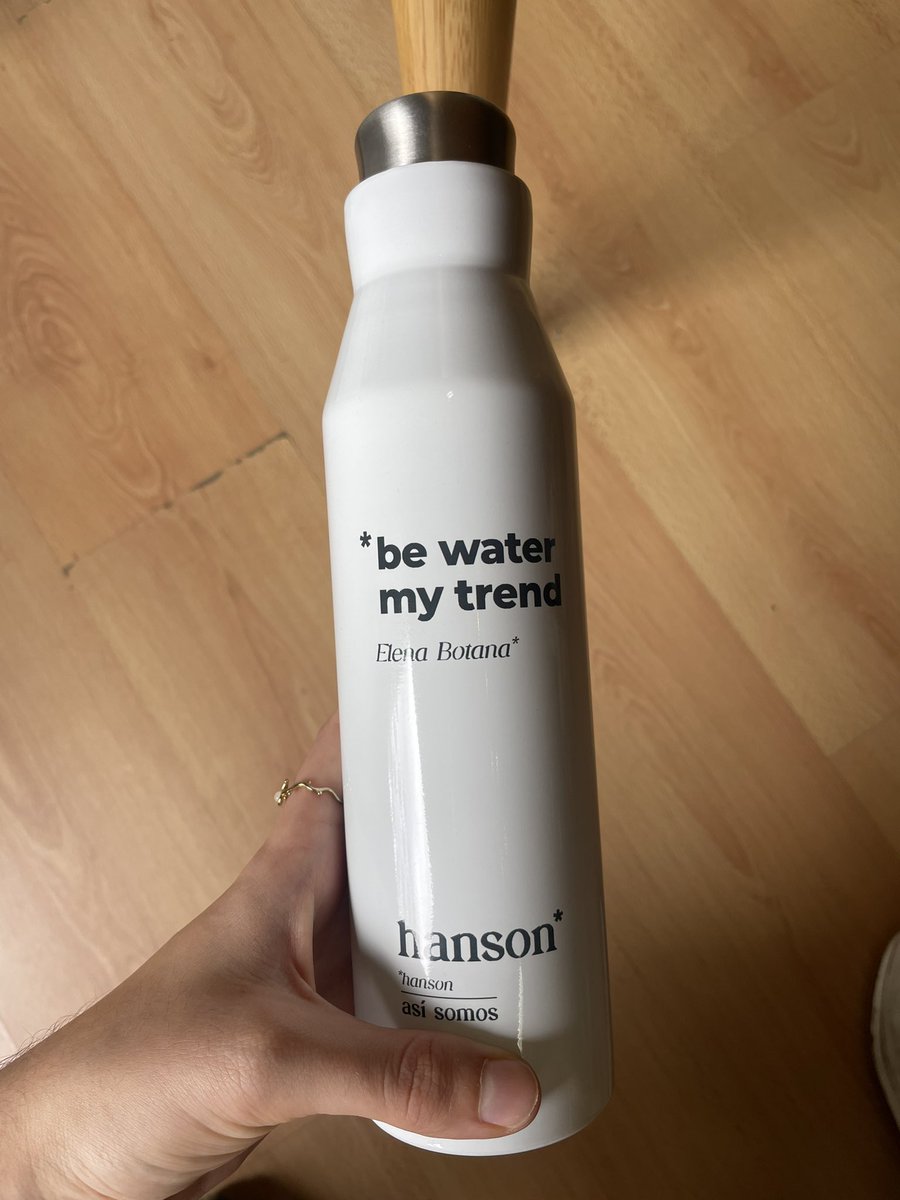 *be water
my trend
Elena Botana*
hanson*
*hanson
así somos